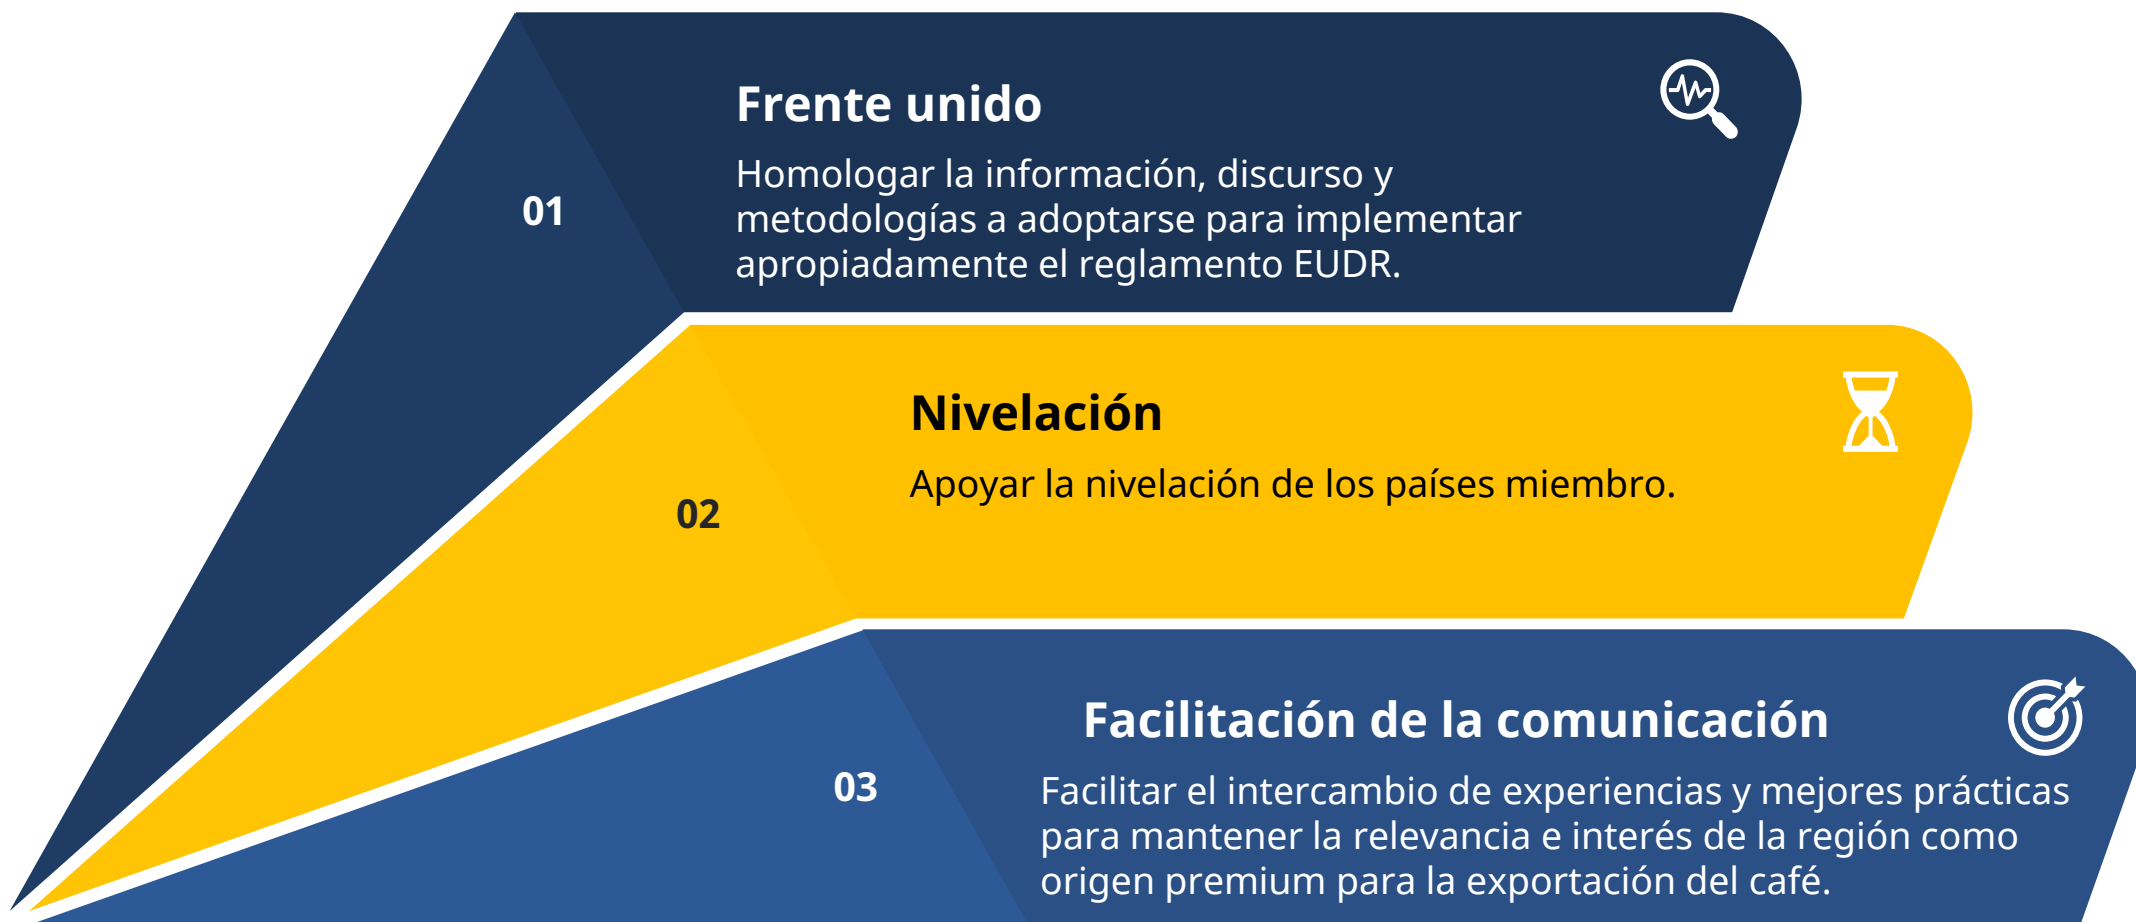 Frente unido
01
Homologar la información, discurso y
metodologías a adoptarse para implementar
apropiadamente el reglamento EUDR.
Nivelación
02
Apoyar la nivelación de los países miembro.
Facilitación de la comunicación
03
Facilitar el intercambio de experiencias y mejores prácticas
para mantener la relevancia e interés de la región como
origen premium para la exportación del café.